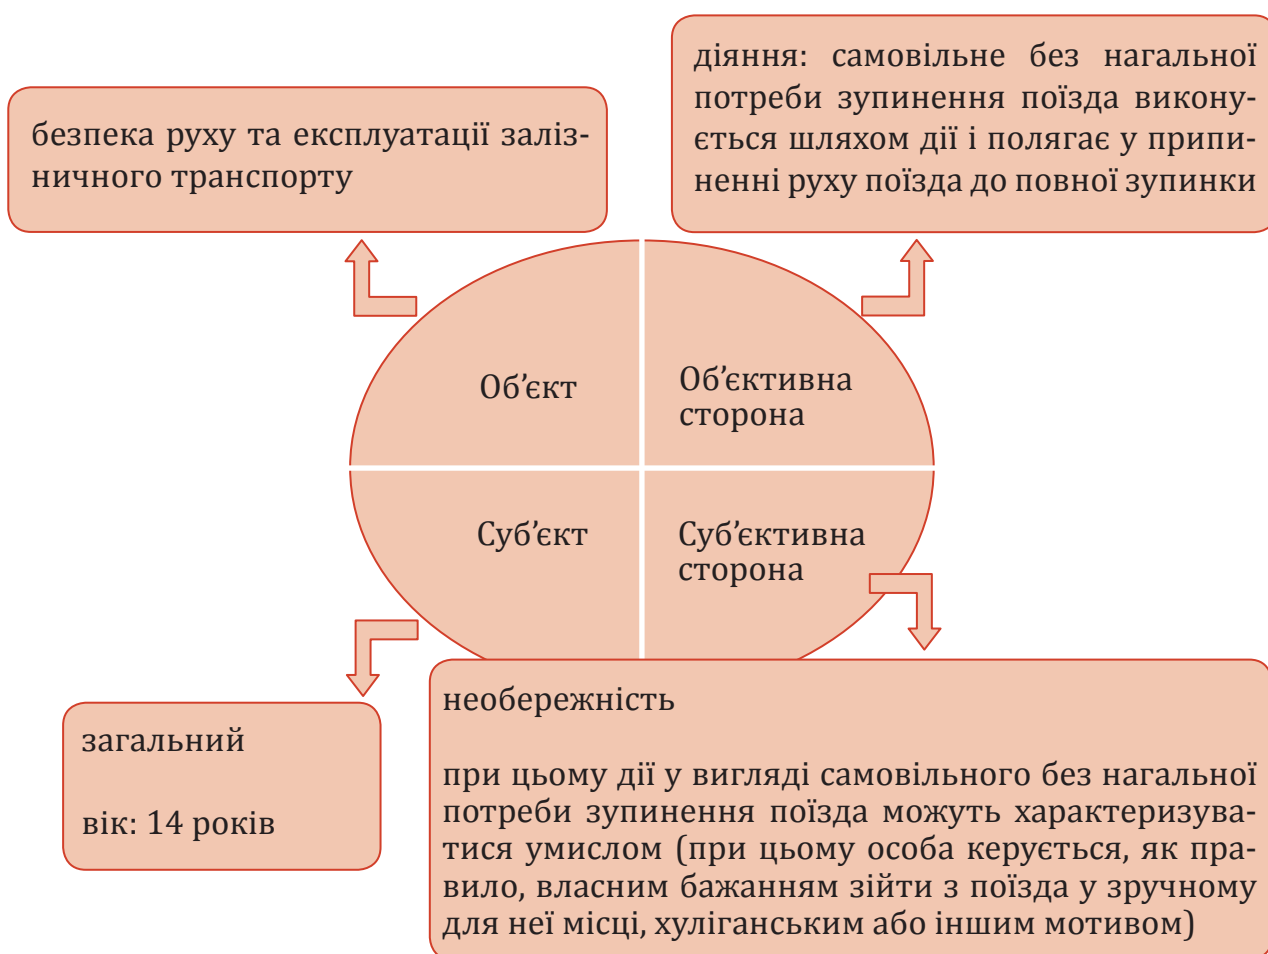 безпека руху та експлуатації заліз-
ничного транспорту
діяння: самовільне без нагальної
потреби зупинення поїзда викону-
ється шляхом дії і полягає у припи-
ненні руху поїзда до повної зупинки
Об’єкт
Об’єктивна
сторона
Суб’єкт
Суб’єктивна
сторона
загальний
вік: 14 років
необережність
при цьому дії у вигляді самовільного без нагальної
потреби зупинення поїзда можуть характеризува-
тися умислом (при цьому особа керується, як пра-
вило, власним бажанням зійти з поїзда у зручному
для неї місці, хуліганським або іншим мотивом)